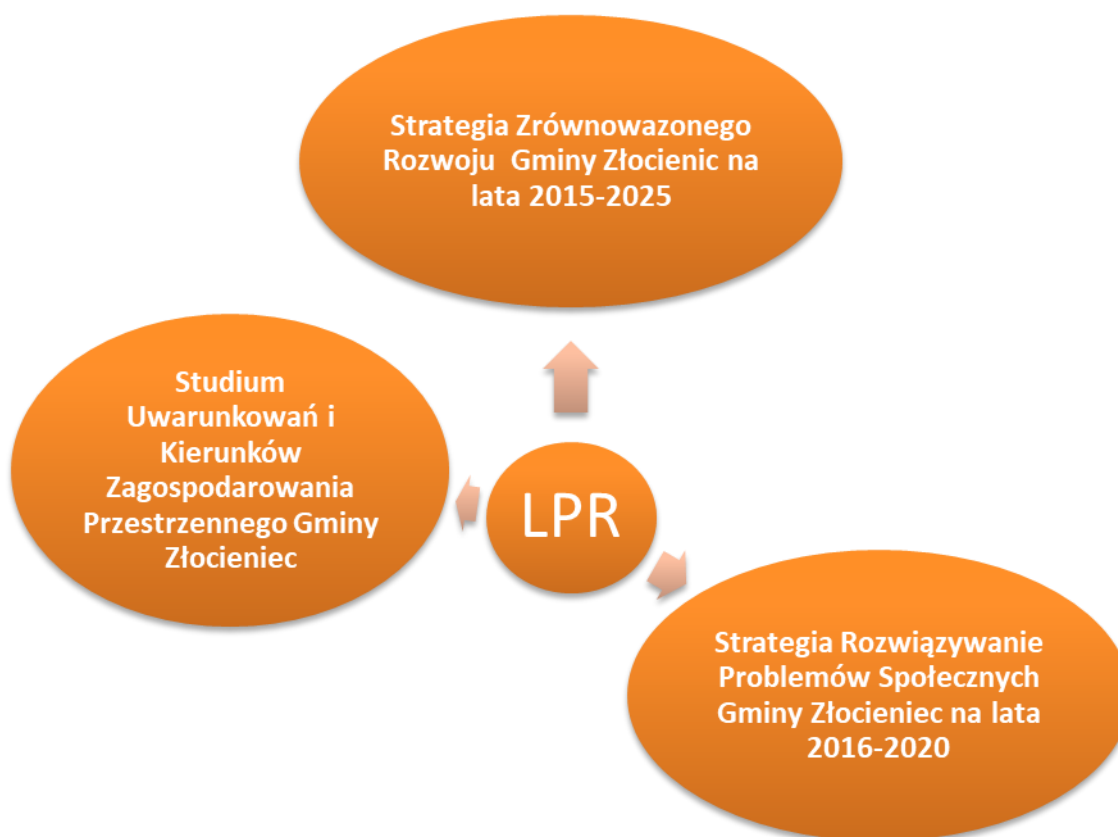 Strategia Zrównowazonego
Rozwoju Gminy Złocienic na
lata 2015-2025
Studium
Uwarunkowań i
Kierunków
Zagospodarowania
Przestrzennego Gminy
Złocieniec
LPR
Strategia Rozwiązywanie
Problemów Społecznych
Gminy Złocieniec na lata
2016-2020